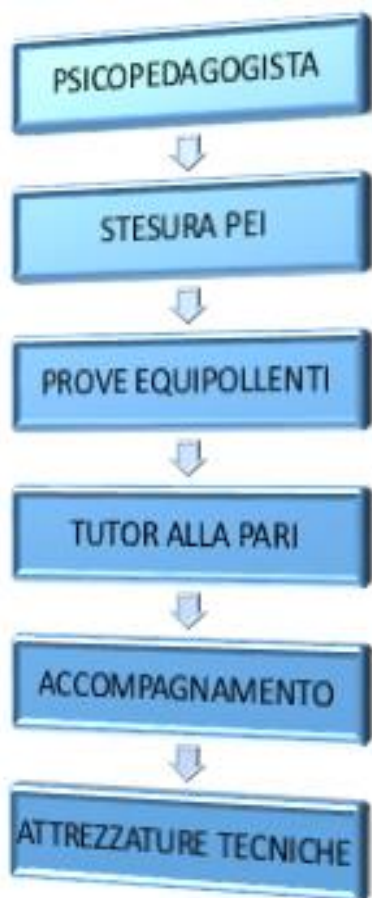 PSICOPEDAGOGISTA
STESURA PEI
PROVE EQUIPOLLENTI
TUTOR ALLA PARI
ACCOMPAGNAMENTO
ATTREZZATURE TECNICHE